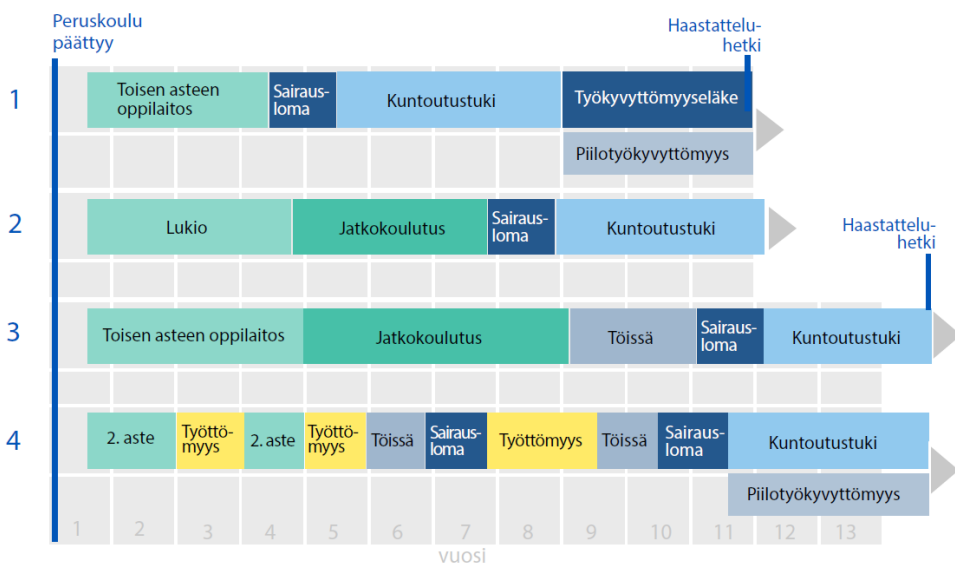 Peruskoulu
päättyy
Haastattelu-
hetki
1
Toisen asteen
oppilaitos
Sairaus-
loma
Kuntoutustuki
Työkyvyttömyyseläke
Piilotyökyvyttömyys
2
Lukio
Jatkokoulutus
Sairaus-
loma
Kuntoutustuki
Haastattelu-
hetki
3
Toisen asteen oppilaitos
Jatkokoulutus
Töissä
Sairaus-
loma
Kuntoutustuki
4
2. aste
Työttö-
myys
2. aste
Työttö-
myys
Töissä
Sairaus-
loma
Työttömyys
Töissä
Sairaus-
loma
Kuntoutustuki
Piilotyökyvyttömyys
1 2 3 4 5 6 7 8 9 10 11 12 13
vuosi